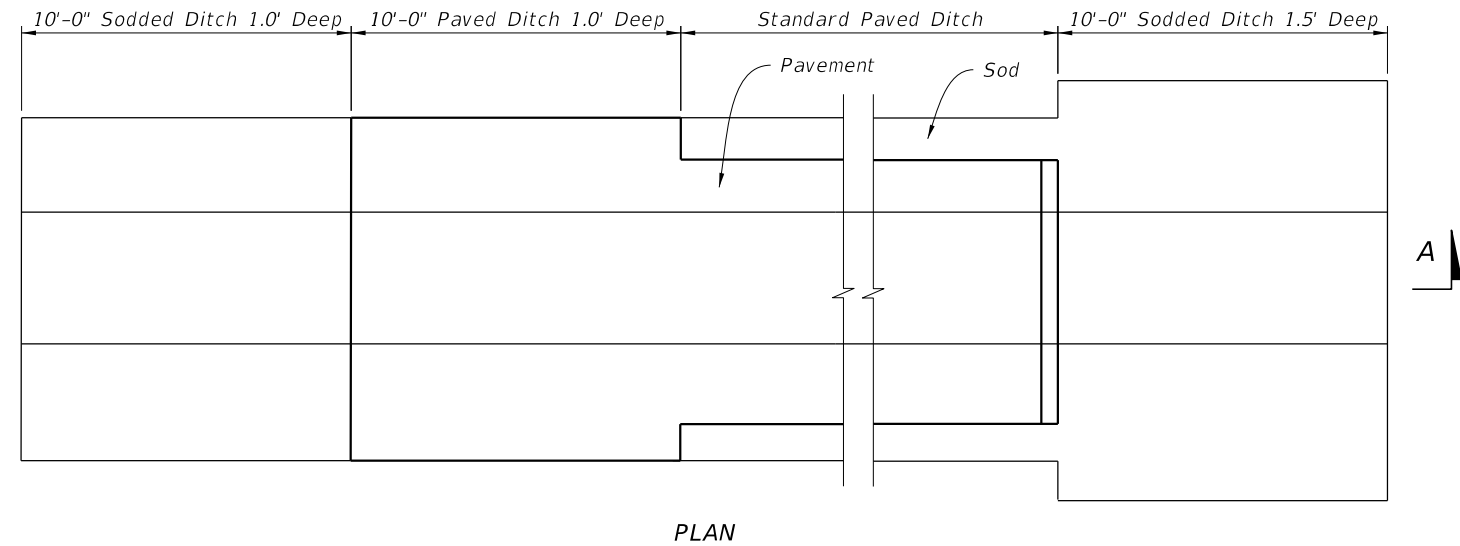 10'-0" Sodded Ditch 1.0' Deep
10'-0" Paved Ditch 1.0' Deep
Standard Paved Ditch
10'-0" Sodded Ditch 1.5' Deep
Pavement
Sod
A
PLAN